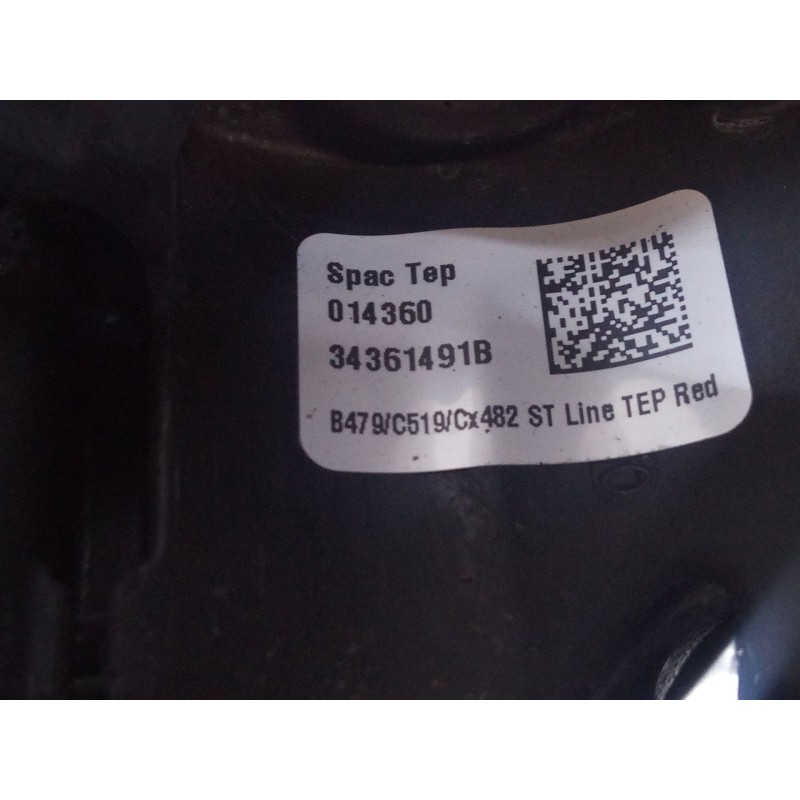 Spac Tep
014360
34361491B
B479/C519/Cx482 ST Line TEP Red